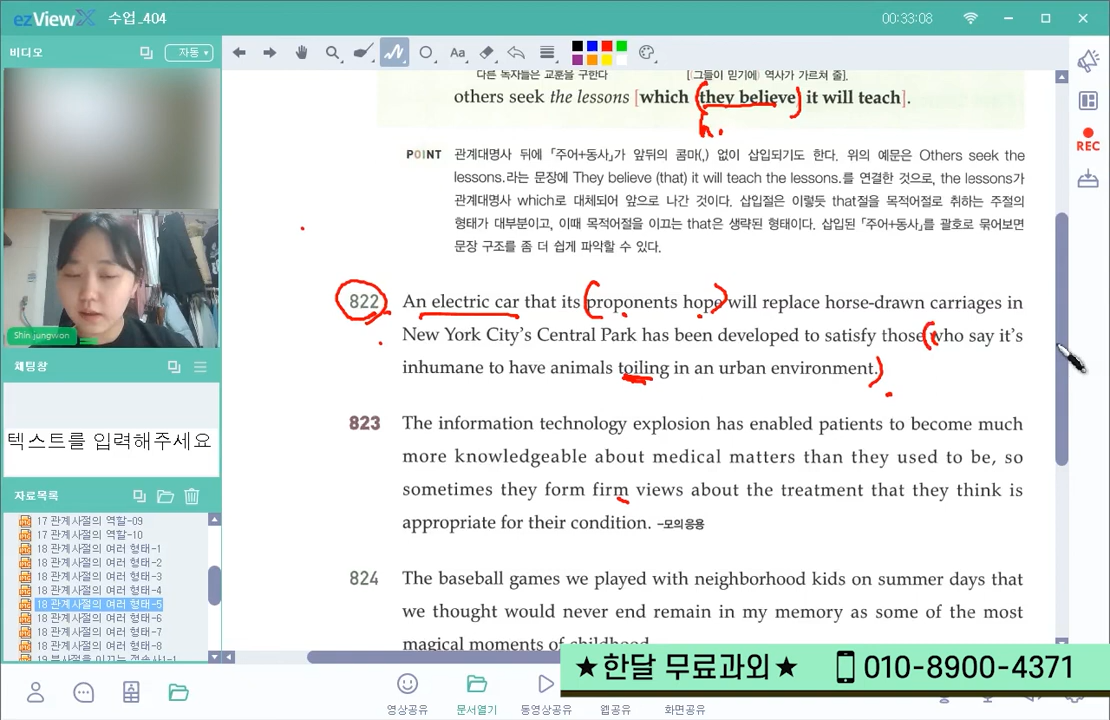 ezViewX 수업_404 00:33:08
비디오 자동
Aa
다른 독자들은 교훈을 구한다 [그들이 믿기에 역사가 가르쳐 줄].
others seek the lessons [which (they believe) it will teach].
REC
POINT 관계대명사 뒤에 「주어+동사」가 앞뒤의 콤마(,) 없이 삽입되기도 한다. 위의 예문은 Others seek the
lessons.라는 문장에 They believe (that) it will teach the lessons.를 연결한 것으로, the lessons가
관계대명사 which로 대체되어 앞으로 나간 것이다. 삽입절은 이렇듯 that절을 목적어절로 취하는 주절의
형태가 대부분이고, 이때 목적어절을 이끄는 that은 생략된 형태이다. 삽입된 「주어+동사」를 괄호로 묶어보면
문장 구조를 좀 더 쉽게 파악할 수 있다.
822 An electric car that its (proponents hope) will replace horse-drawn carriages in
New York City's Central Park has been developed to satisfy those (who say it's
inhumane to have animals toiling in an urban environment.)
823 The information technology explosion has enabled patients to become much
more knowledgeable about medical matters than they used to be, so
sometimes they form firm views about the treatment that they think is
appropriate for their condition. –모의응용
824 The baseball games we played with neighborhood kids on summer days that
we thought would never end remain in my memory as some of the most
magical moments of childhood.
Shin jungwon
채팅창
텍스트를 입력해주세요
자료목록
17 관계사절의 역할-09
17 관계사절의 역할-10
18 관계사절의 여러 형태-1
18 관계사절의 여러 형태-2
18 관계사절의 여러 형태-3
18 관계사절의 여러 형태-4
18 관계사절의 여러 형태-5
18 관계사절의 여러 형태-6
18 관계사절의 여러 형태-7
18 관계사절의 여러 형태-8
19 부사절을 이끄는 접속사1-1
★한달 무료과외★ 010-8900-4371
영상공유 문서열기 동영상공유 웹공유 화면공유